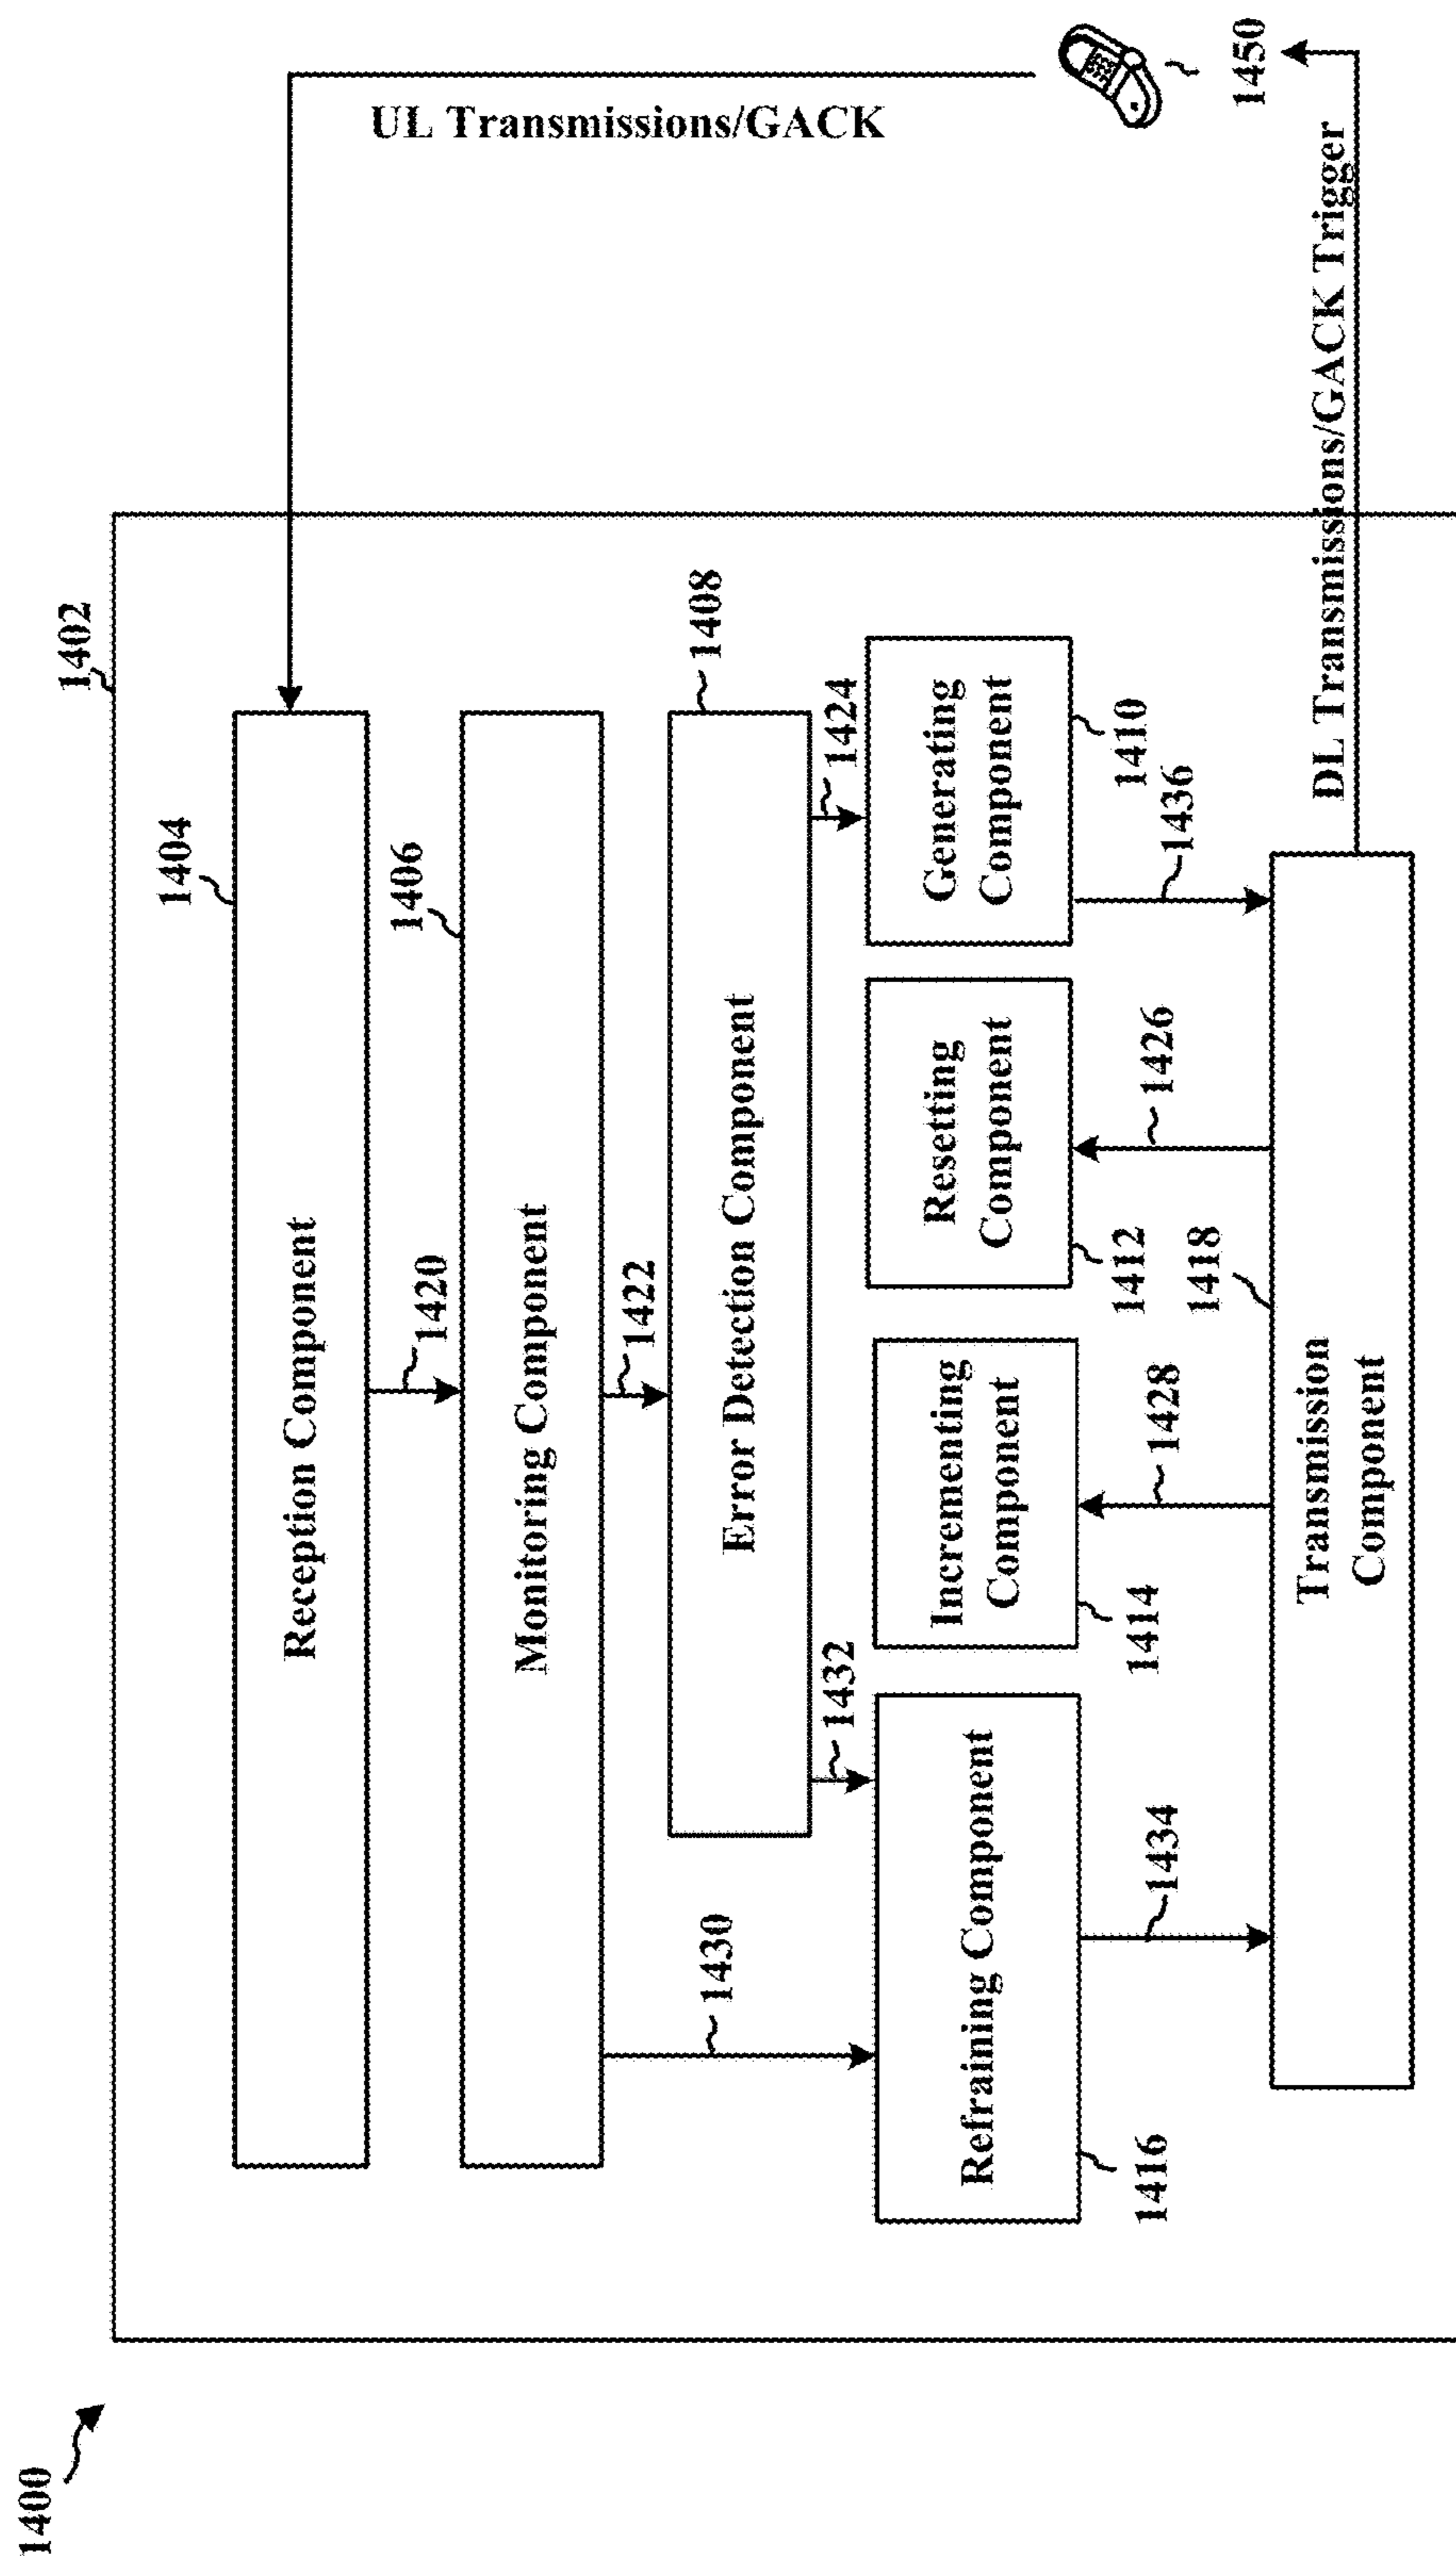 1400
1402
1404
Reception Component
UL Transmissions/GACK
1420
1406
Monitoring Component
1422
1430
1408
Error Detection Component
1432
1424
Refraining Component
Incrementing
Component
Resetting
Component
Generating
Component
1416
1414
1412
1410
1434
1428
1426
1436
1418
Transmission
Component
DL Transmissions/GACK Trigger
1450